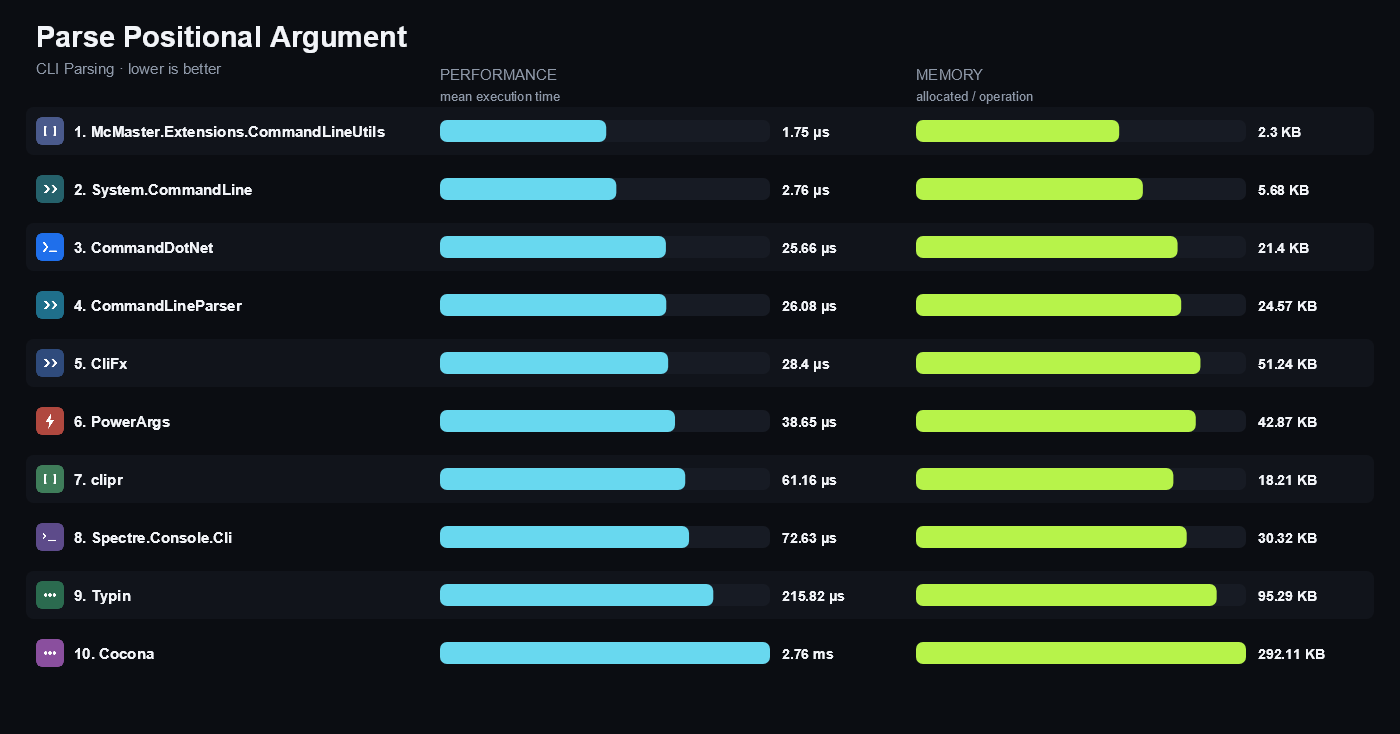 Parse Positional Argument
CLI Parsing · lower is better
PERFORMANCE
mean execution time
MEMORY
allocated / operation
1. McMaster.Extensions.CommandLineUtils 1.75 µs 2.3 KB
2. System.CommandLine 2.76 µs 5.68 KB
3. CommandDotNet 25.66 µs 21.4 KB
4. CommandLineParser 26.08 µs 24.57 KB
5. CliFx 28.4 µs 51.24 KB
6. PowerArgs 38.65 µs 42.87 KB
7. clipr 61.16 µs 18.21 KB
8. Spectre.Console.Cli 72.63 µs 30.32 KB
9. Typin 215.82 µs 95.29 KB
10. Cocona 2.76 ms 292.11 KB